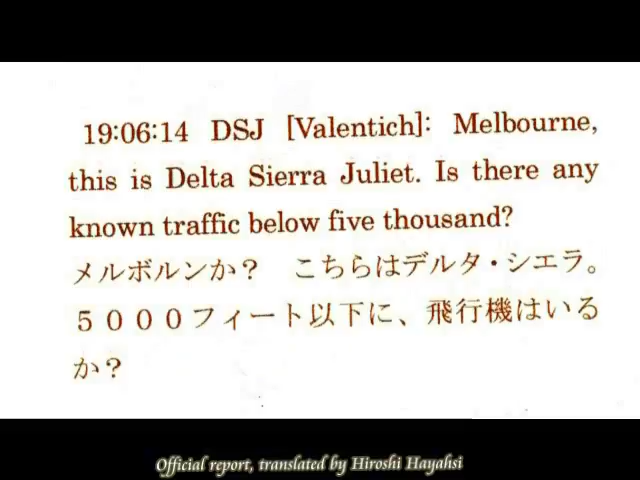 19:06:14 DSJ [Valentich]: Melbourne,
this is Delta Sierra Juliet. Is there any
known traffic below five thousand?
メルボルンか？　こちらはデルタ・シエラ。
５０００フィート以下に、飛行機はいる
か？
Official report, translated by Hiroshi Hayahsi